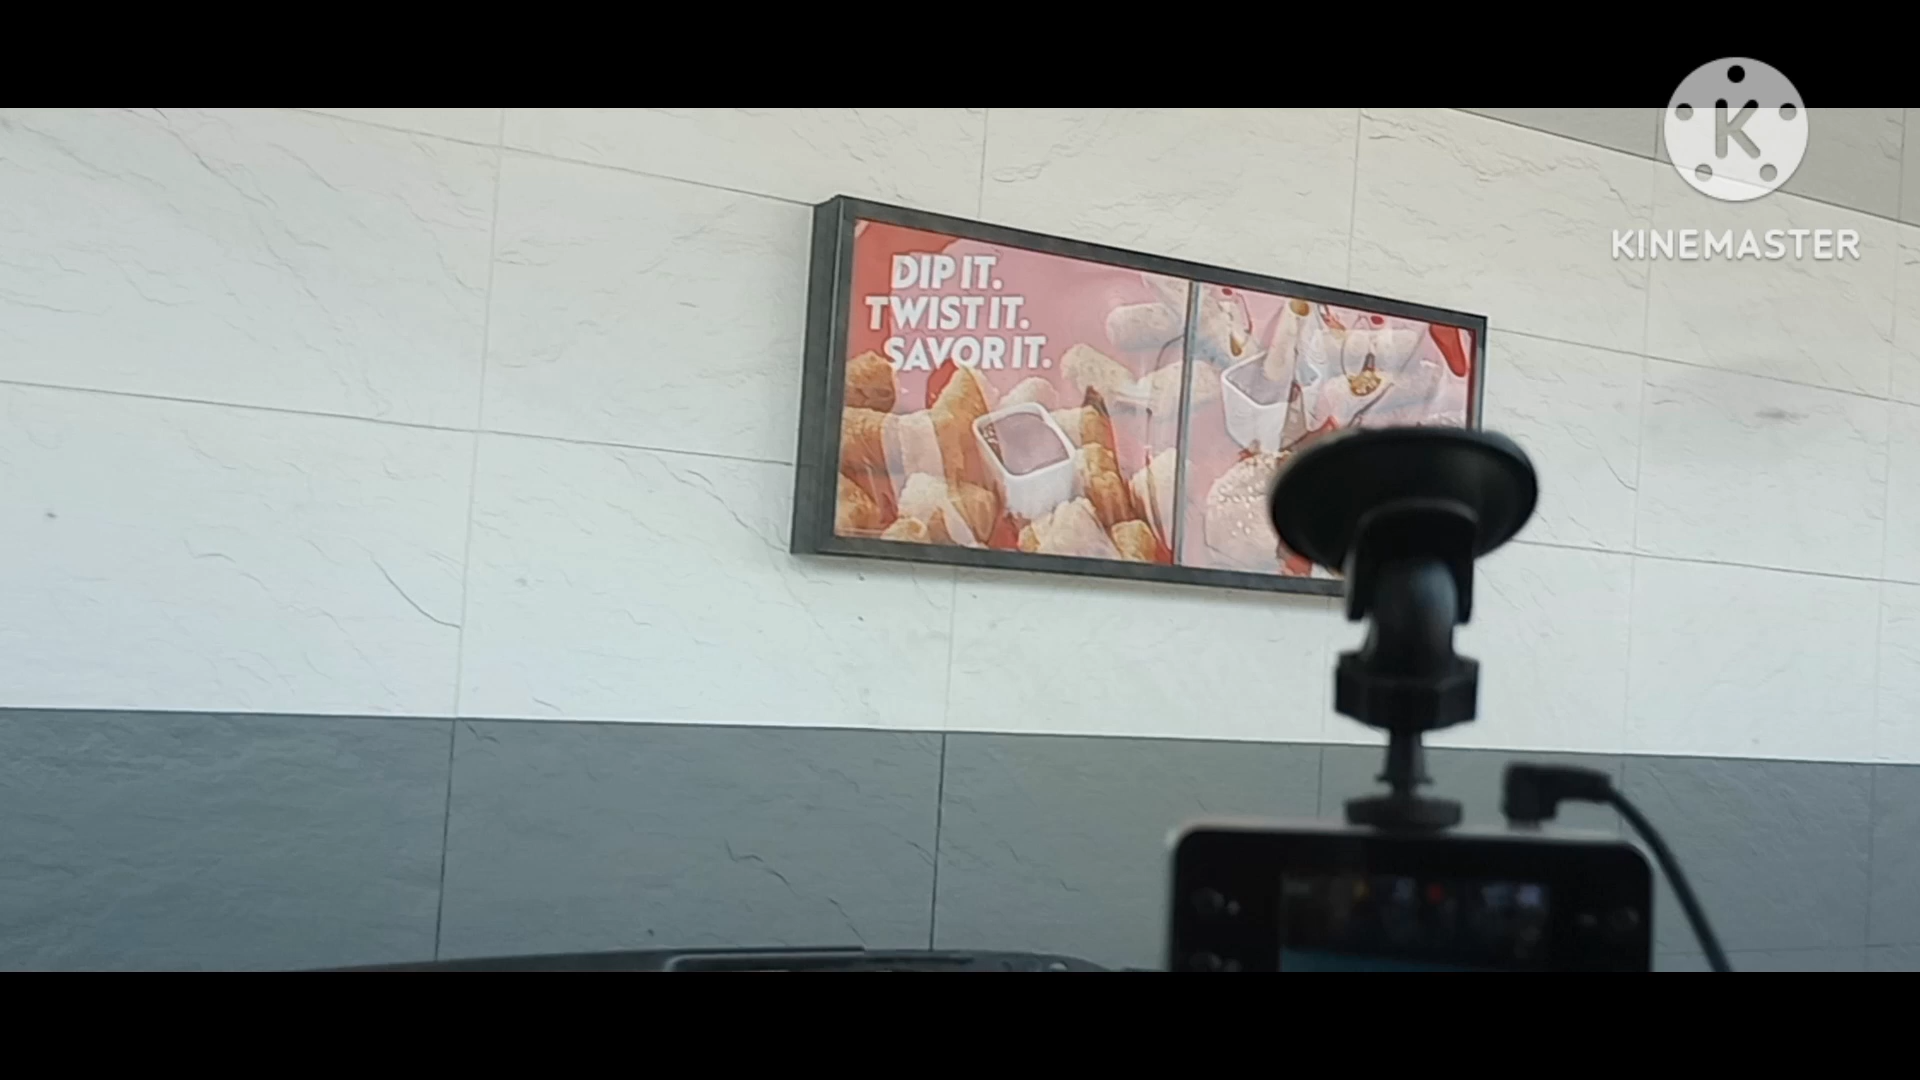 DIP IT.
TWIST IT.
SAVOR IT.
K
KINEMASTER